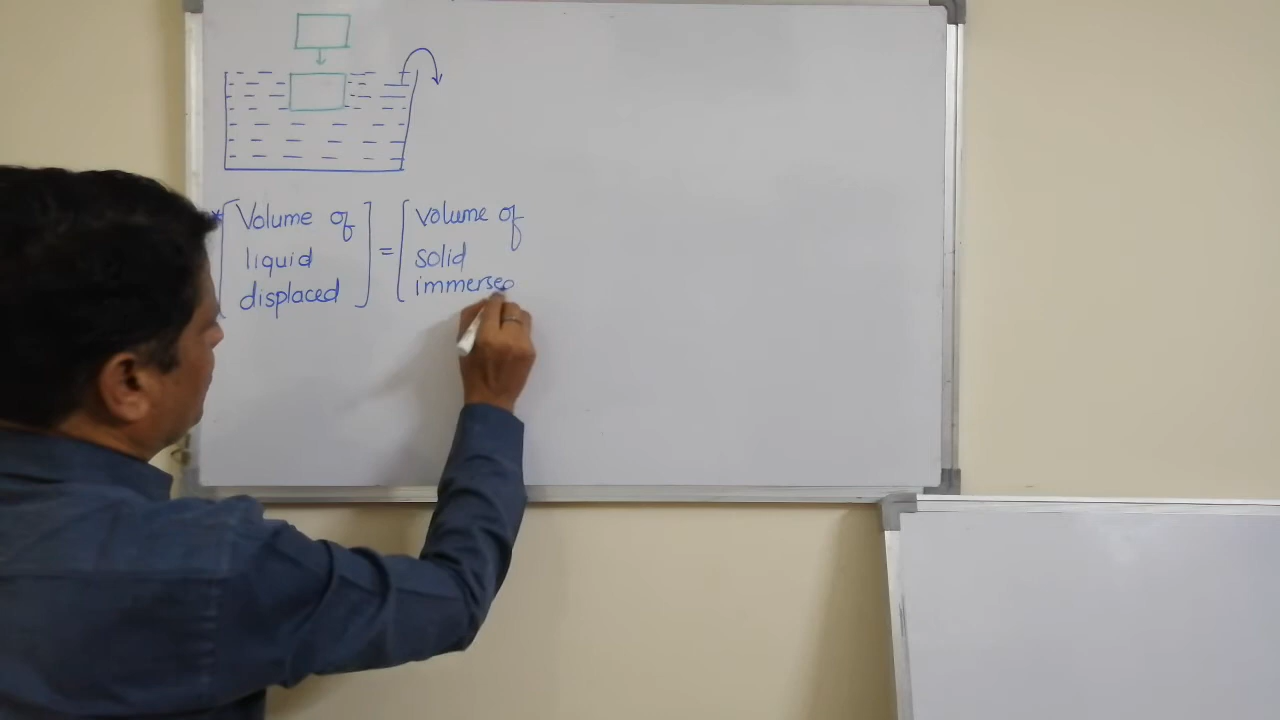 * [Volume of liquid displaced] = [volume of solid immersed